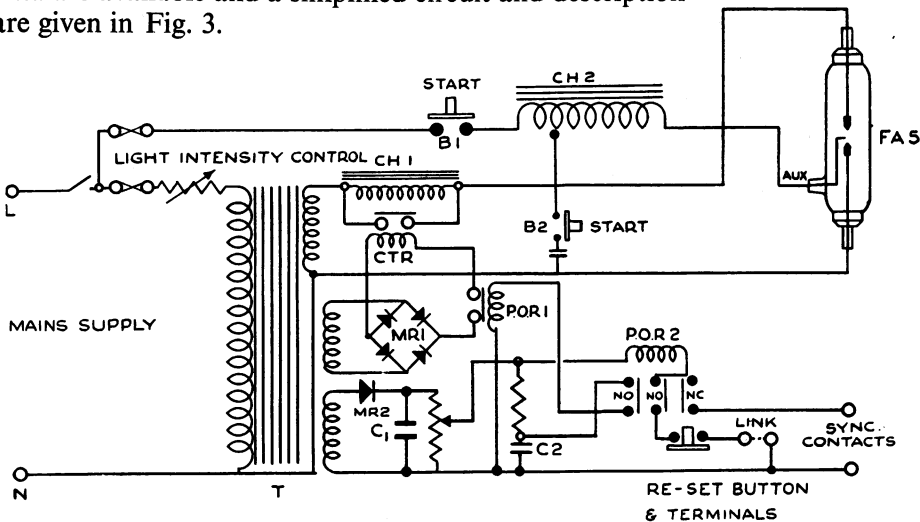 are given in Fig. 3.
START
CH 2
B1
FA5
LIGHT INTENSITY CONTROL
CH 1
AUX
L
B2
START
CTR
MAINS SUPPLY
MR1
P.O.R 1
P.O.R 2
NO
NO
NC
MR2
C1
C2
LINK
SYNC.
CONTACTS
N
T
RE-SET BUTTON
& TERMINALS